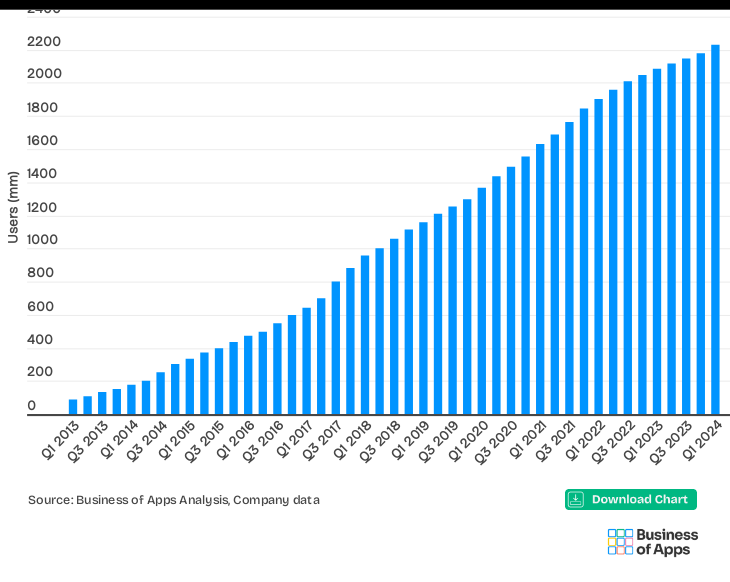 2400
2200
2000
1800
1600
1400
1200
1000
800
600
400
200
0
Users (mm)
Q1 2013
Q3 2013
Q1 2014
Q3 2014
Q1 2015
Q3 2015
Q1 2016
Q3 2016
Q1 2017
Q3 2017
Q1 2018
Q3 2018
Q1 2019
Q3 2019
Q1 2020
Q3 2020
Q1 2021
Q3 2021
Q1 2022
Q3 2022
Q1 2023
Q3 2023
Q1 2024
Source: Business of Apps Analysis, Company data
Download Chart
Business
of Apps